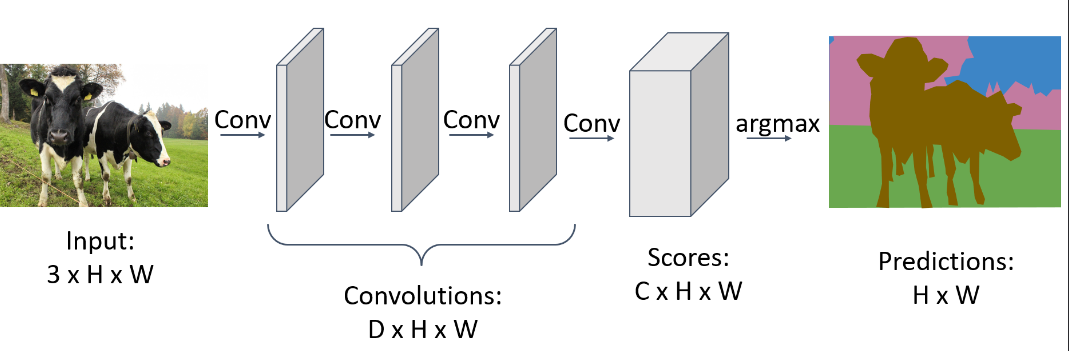 Conv
Conv
Conv
Conv
argmax
Input:
3 x H x W
Convolutions:
D x H x W
Scores:
C x H x W
Predictions:
H x W